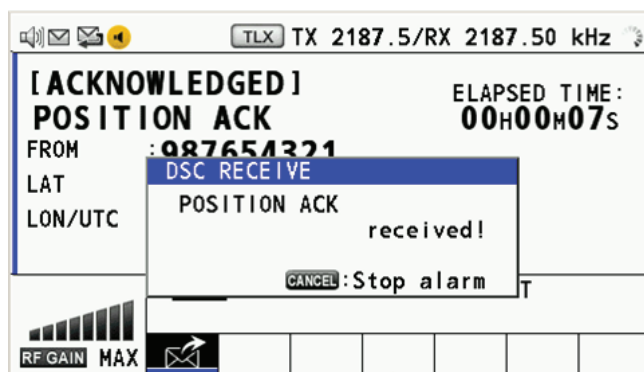 TLX TX 2187.5/RX 2187.50 kHz
[ACKNOWLEDGED]
ELAPSED TIME:
POSITION ACK
00H00M07S
FROM :987654321
LAT
LON/UTC
DSC RECEIVE
POSITION ACK
received!
CANCEL:Stop alarm
T
RF GAIN MAX